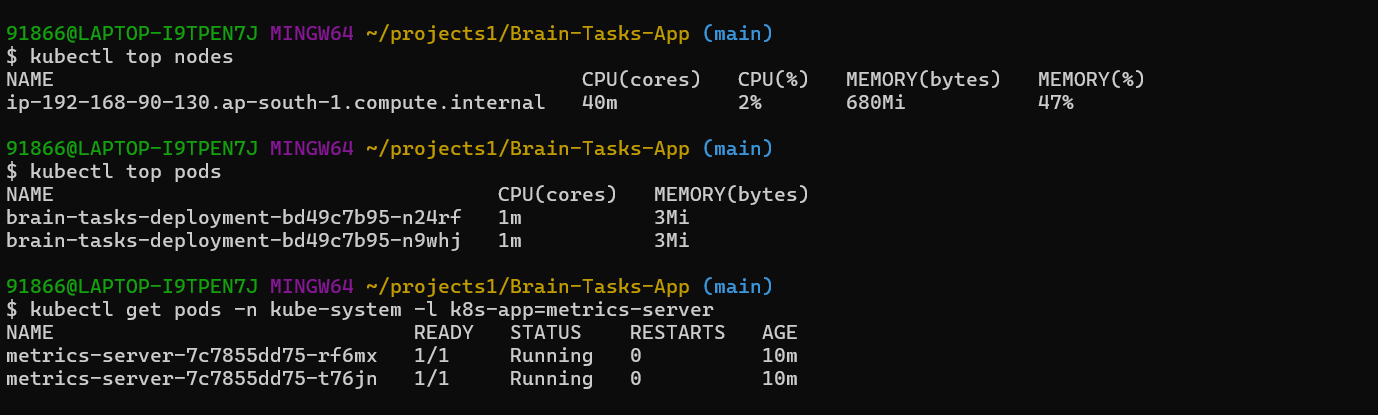 91866@LAPTOP-I9TPEN7J MINGW64 ~/projects1/Brain-Tasks-App (main)
$ kubectl top nodes
NAME                                            CPU(cores)   CPU(%)   MEMORY(bytes)   MEMORY(%)
ip-192-168-90-130.ap-south-1.compute.internal   40m          2%       680Mi           47%
91866@LAPTOP-I9TPEN7J MINGW64 ~/projects1/Brain-Tasks-App (main)
$ kubectl top pods
NAME                                     CPU(cores)   MEMORY(bytes)
brain-tasks-deployment-bd49c7b95-n24rf   1m           3Mi
brain-tasks-deployment-bd49c7b95-n9whj   1m           3Mi
91866@LAPTOP-I9TPEN7J MINGW64 ~/projects1/Brain-Tasks-App (main)
$ kubectl get pods -n kube-system -l k8s-app=metrics-server
NAME                              READY   STATUS    RESTARTS   AGE
metrics-server-7c7855dd75-rf6mx   1/1     Running   0          10m
metrics-server-7c7855dd75-t76jn   1/1     Running   0          10m